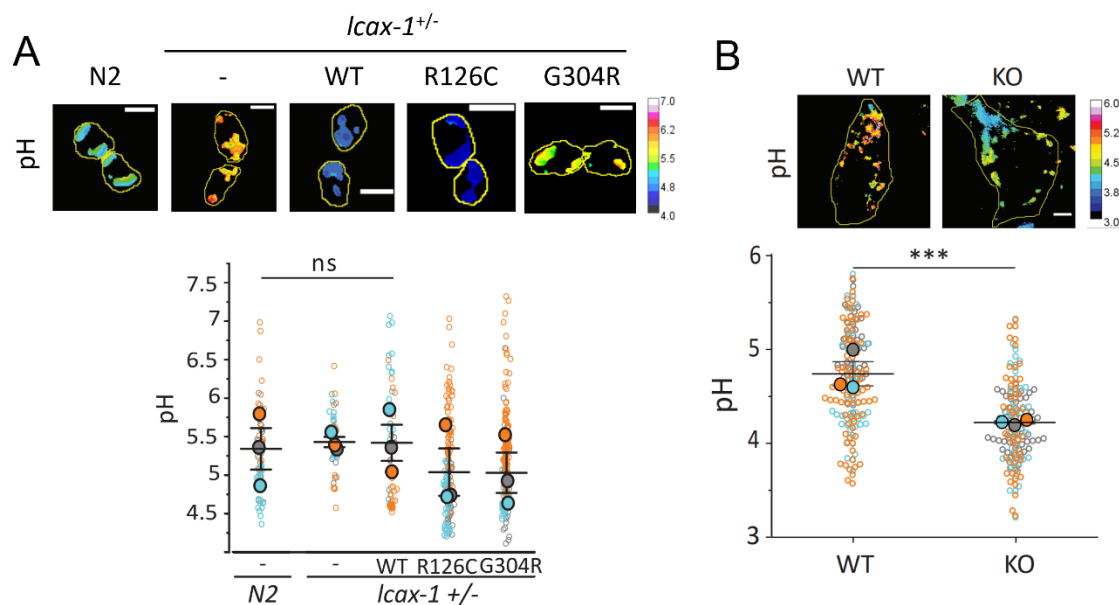 A
lcax-1+/-
N2
-
WT
R126C
G304R
pH
7.0
6.2
5.5
4.8
4.0
ns
7.5
7
6.5
6
5.5
5
4.5
pH
-
-
WT
R126C
G304R
N2
lcax-1 +/-
B
WT
KO
pH
6.0
5.2
4.5
3.8
3.0
***
6
5
4
3
pH
WT
KO